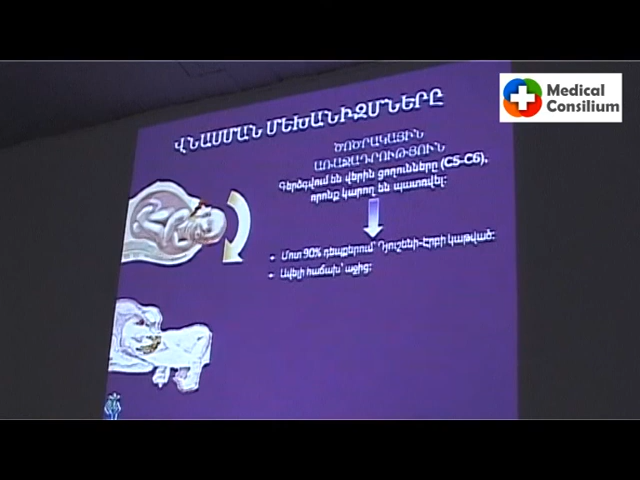 Medical
Consilium
ՎՆԱՍՄԱՆ ՄԵԽԱՆԻԶՄՆԵՐԸ
ԾՈԾՐԱԿԱՅԻՆ
ԱՌԱՋԱԴՐՈՒԹՅՈՒՆ
Գերձգվում են վերին ցողունները (C5-C6),
որոնք կարող են պատռվել:
Մոտ 90% դեպքերում՝ Դյուշենի-Էրբի կաթված:
Ավելի հաճախ՝ աջից: